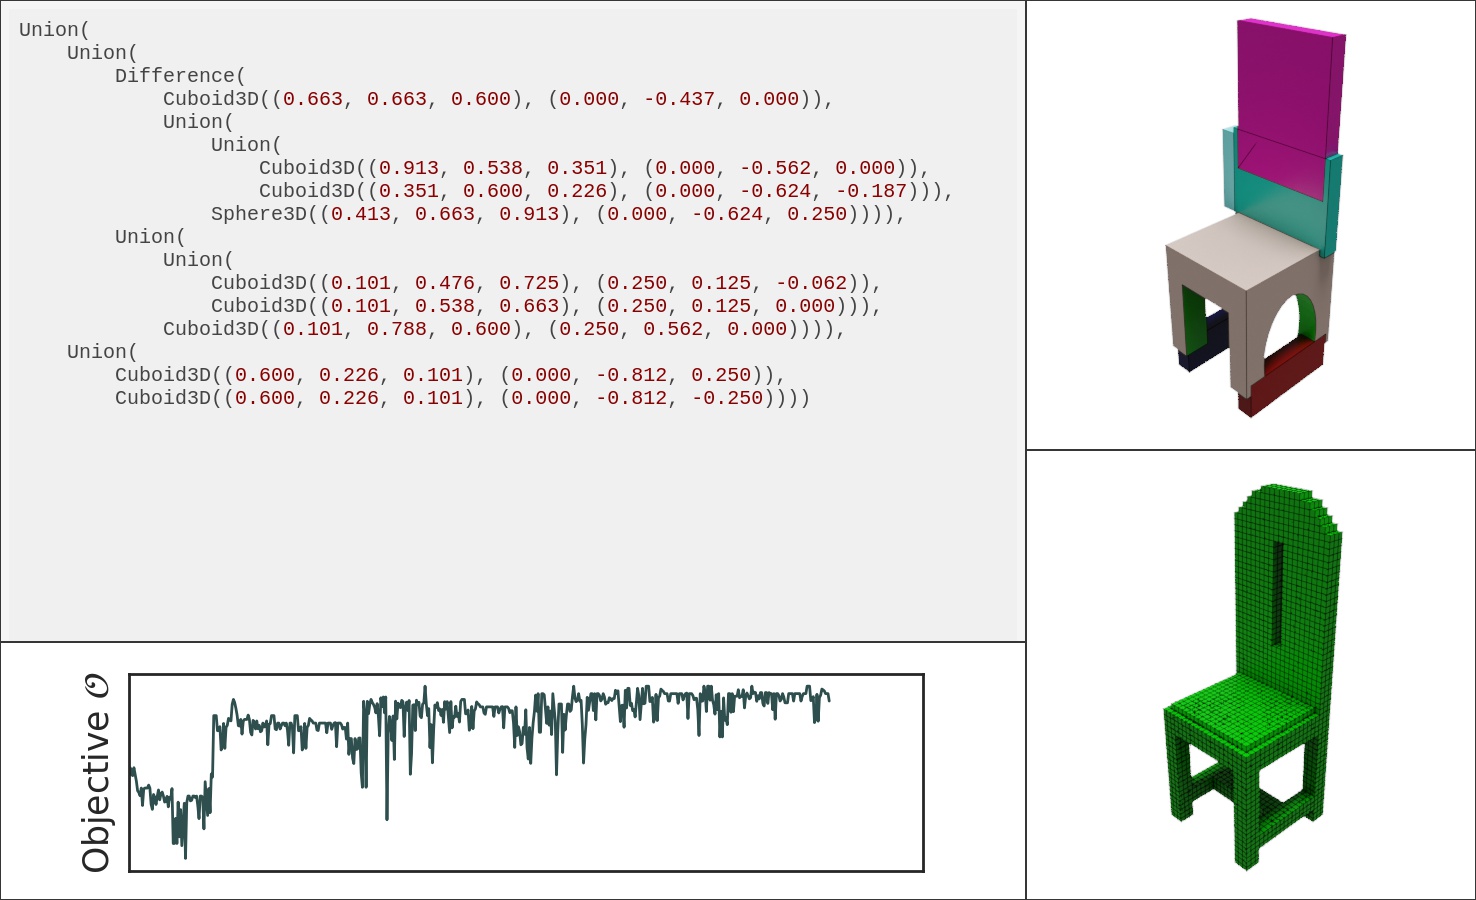 Union(
    Union(
        Difference(
            Cuboid3D((0.663, 0.663, 0.600), (0.000, -0.437, 0.000)),
            Union(
                Union(
                    Cuboid3D((0.913, 0.538, 0.351), (0.000, -0.562, 0.000)),
                    Cuboid3D((0.351, 0.600, 0.226), (0.000, -0.624, -0.187))),
                Sphere3D((0.413, 0.663, 0.913), (0.000, -0.624, 0.250)))),
        Union(
            Union(
                Cuboid3D((0.101, 0.476, 0.725), (0.250, 0.125, -0.062)),
                Cuboid3D((0.101, 0.538, 0.663), (0.250, 0.125, 0.000))),
            Cuboid3D((0.101, 0.788, 0.600), (0.250, 0.562, 0.000)))),
    Union(
        Cuboid3D((0.600, 0.226, 0.101), (0.000, -0.812, 0.250)),
        Cuboid3D((0.600, 0.226, 0.101), (0.000, -0.812, -0.250))))
Objective 𝒪